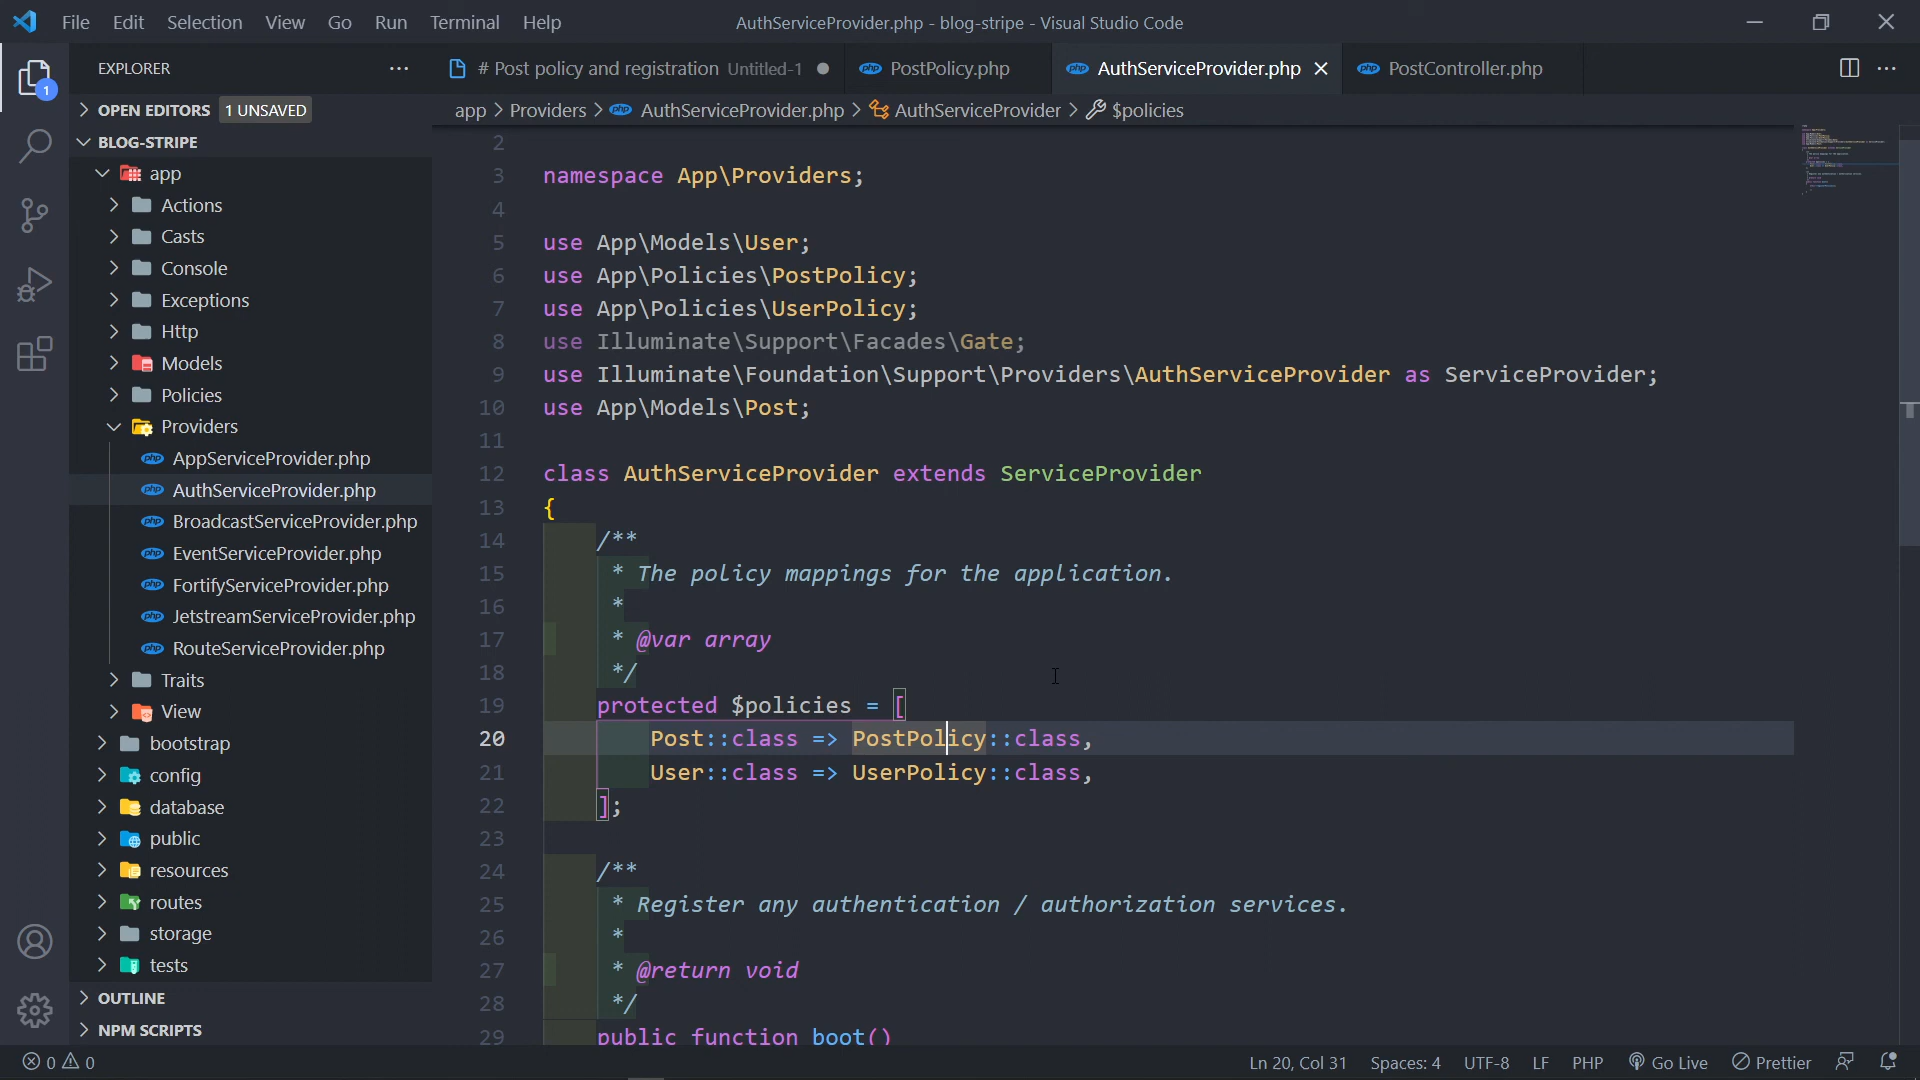 File Edit Selection View Go Run Terminal Help
AuthServiceProvider.php - blog-stripe - Visual Studio Code
EXPLORER
# Post policy and registration Untitled-1
PostPolicy.php
AuthServiceProvider.php
PostController.php
1
OPEN EDITORS 1 UNSAVED
app > Providers > AuthServiceProvider.php > AuthServiceProvider > $policies
BLOG-STRIPE
app
Actions
Casts
Console
Exceptions
Http
Models
Policies
Providers
AppServiceProvider.php
AuthServiceProvider.php
BroadcastServiceProvider.php
EventServiceProvider.php
FortifyServiceProvider.php
JetstreamServiceProvider.php
RouteServiceProvider.php
Traits
View
bootstrap
config
database
public
resources
routes
storage
tests
OUTLINE
NPM SCRIPTS
2
3 namespace App\Providers;
4
5 use App\Models\User;
6 use App\Policies\PostPolicy;
7 use App\Policies\UserPolicy;
8 use Illuminate\Support\Facades\Gate;
9 use Illuminate\Foundation\Support\Providers\AuthServiceProvider as ServiceProvider;
10 use App\Models\Post;
11
12 class AuthServiceProvider extends ServiceProvider
13 {
14 /**
15 * The policy mappings for the application.
16 *
17 * @var array
18 */
19 protected $policies = [
20 Post::class => PostPolicy::class,
21 User::class => UserPolicy::class,
22 ];
23
24 /**
25 * Register any authentication / authorization services.
26 *
27 * @return void
28 */
29 public function boot()
0 0
Ln 20, Col 31 Spaces: 4 UTF-8 LF PHP Go Live Prettier